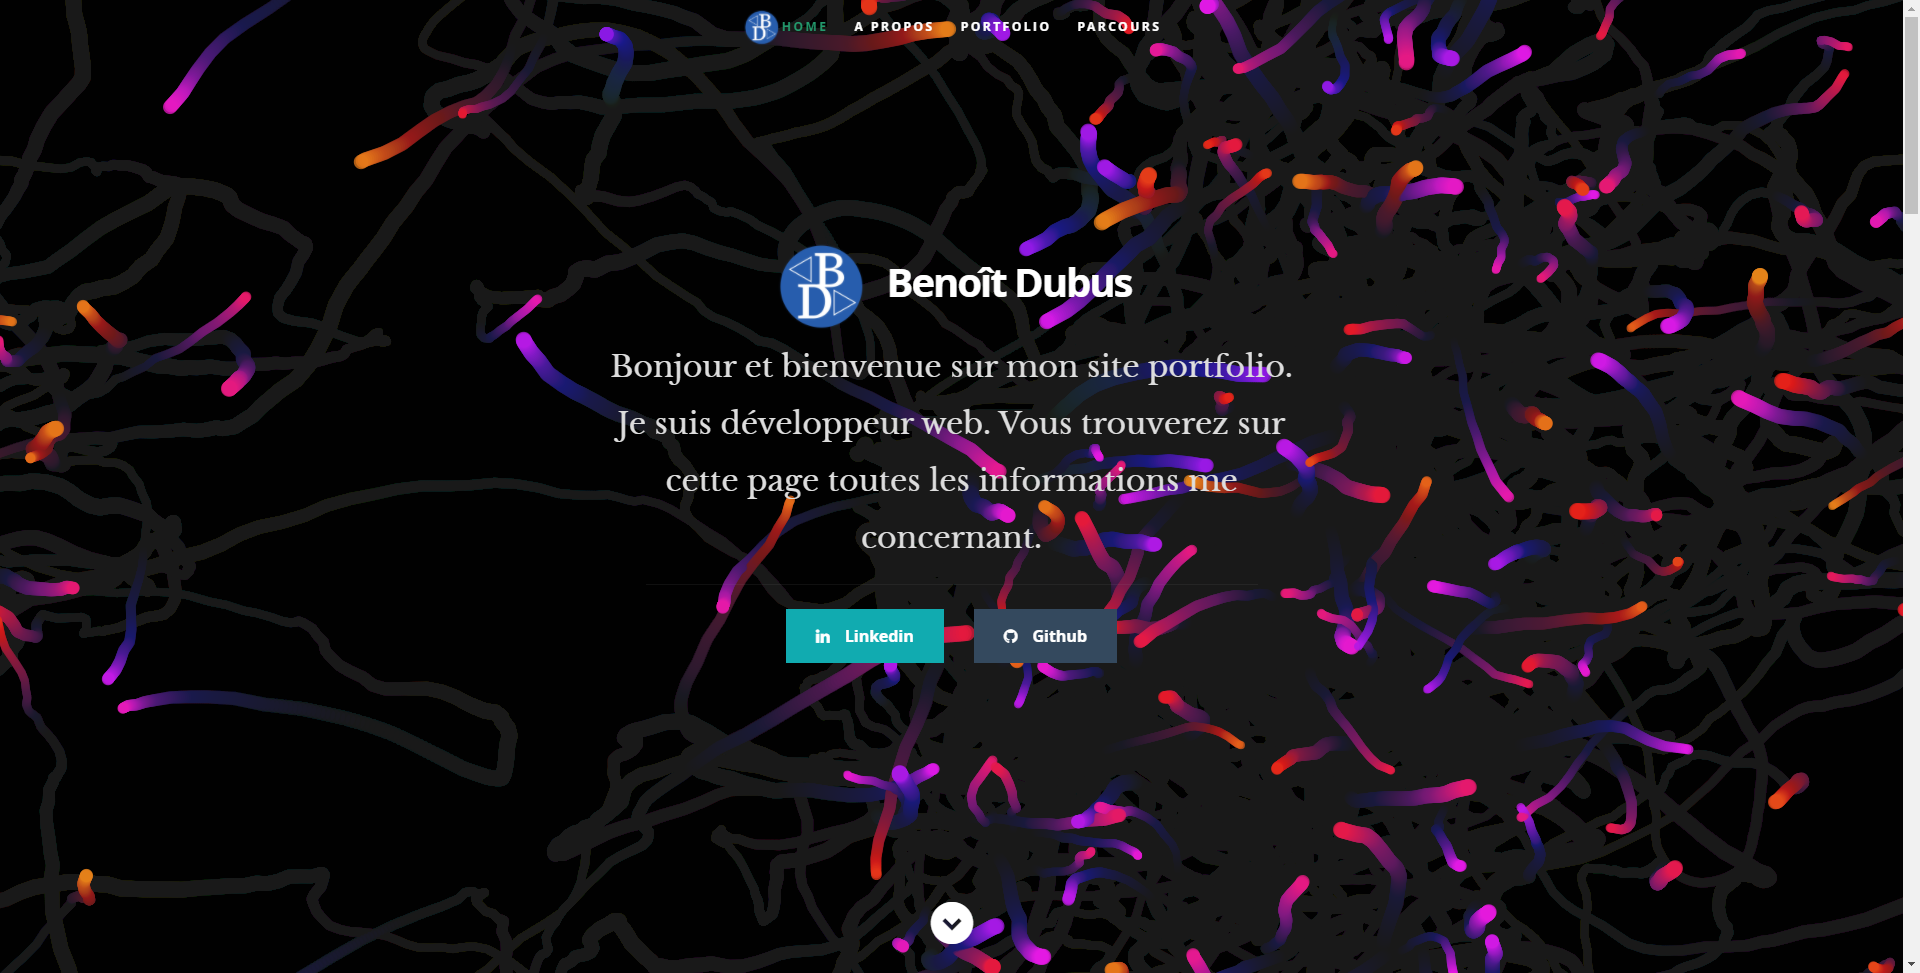 B
D
HOME A PROPOS PORTFOLIO PARCOURS
B
D
Benoît Dubus
Bonjour et bienvenue sur mon site portfolio.
Je suis développeur web. Vous trouverez sur
cette page toutes les informations me
concernant.
in Linkedin
Github